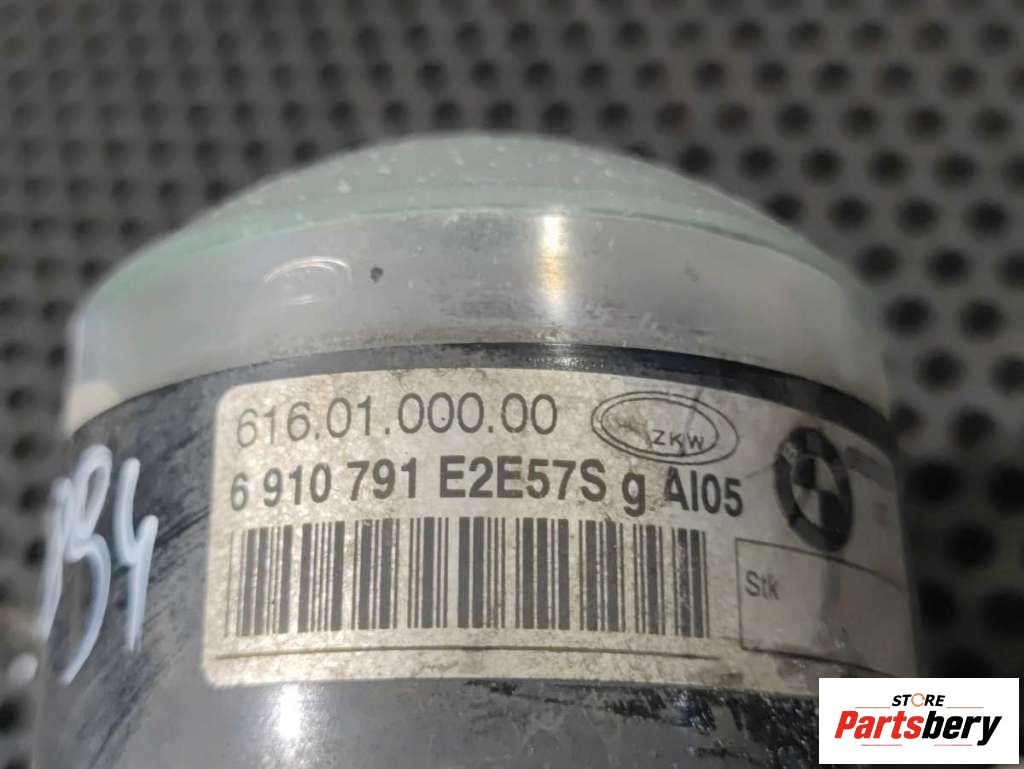 616.01.000.00
ZKW
6 910 791 E2E57S g AI05
Stk
STORE
Partsbery